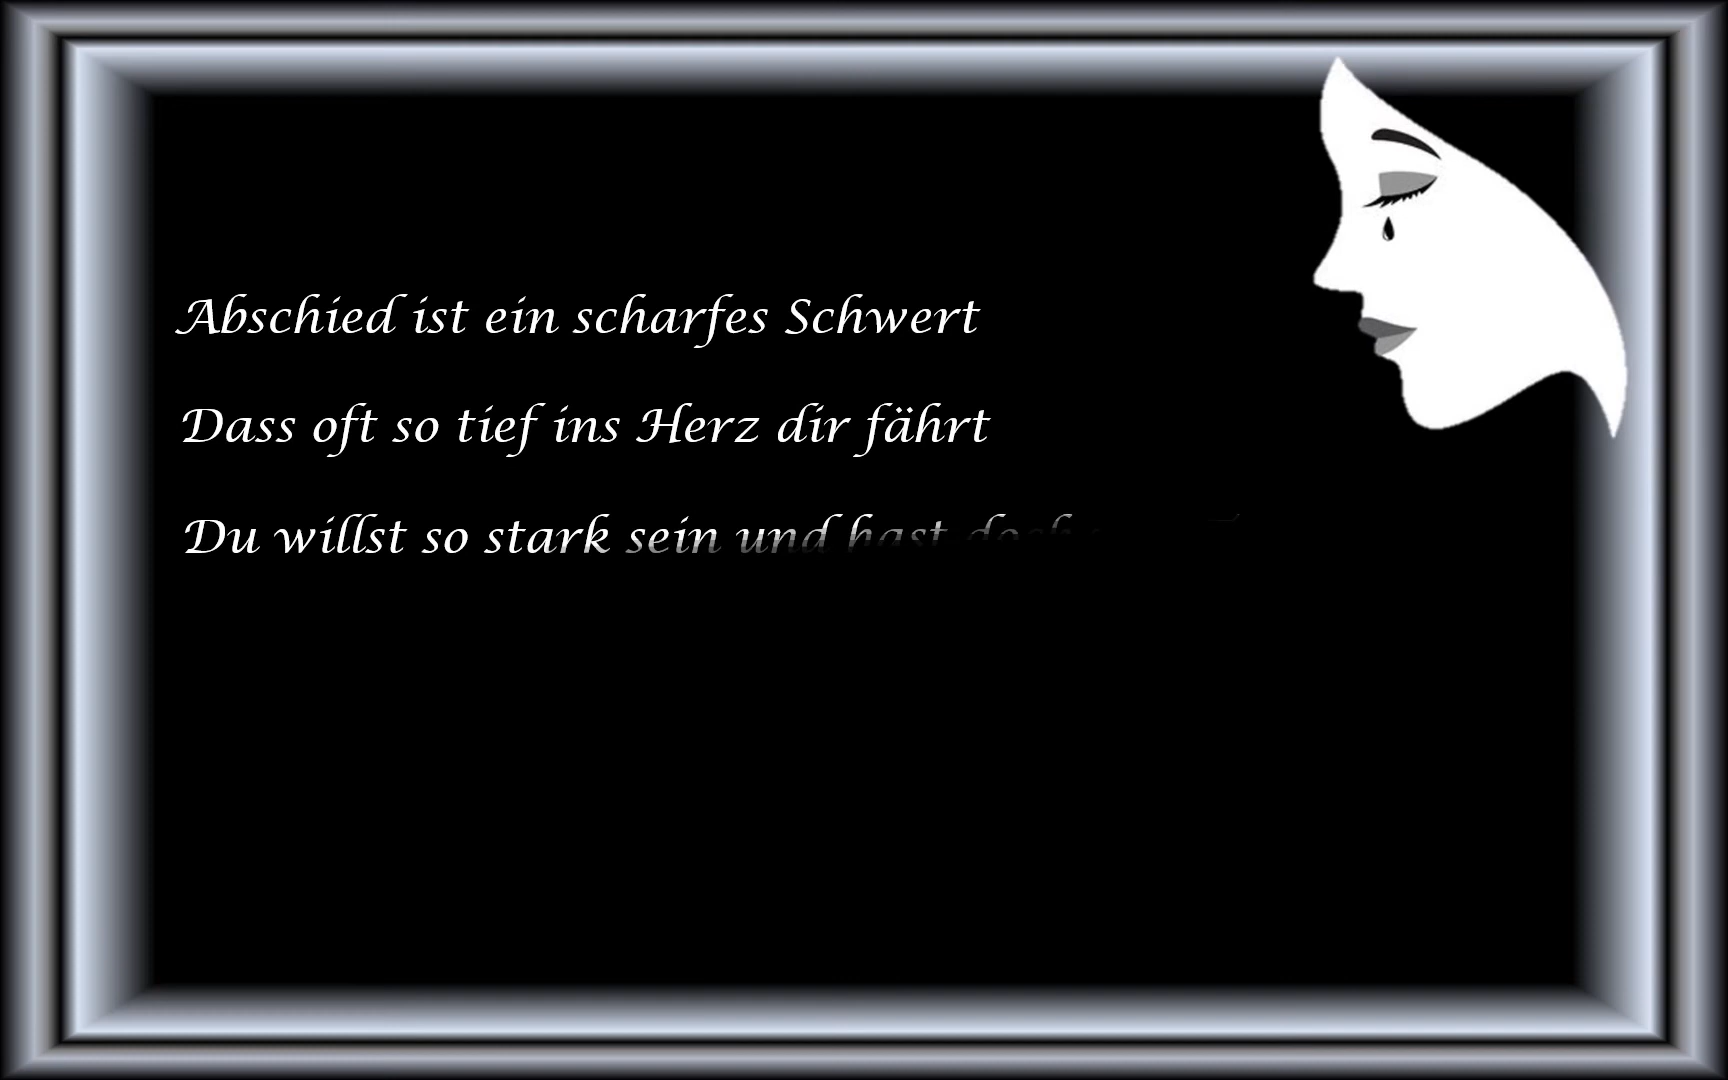 Abschied ist ein scharfes Schwert
Dass oft so tief ins Herz dir fährt
Du willst so stark sein und hast doch